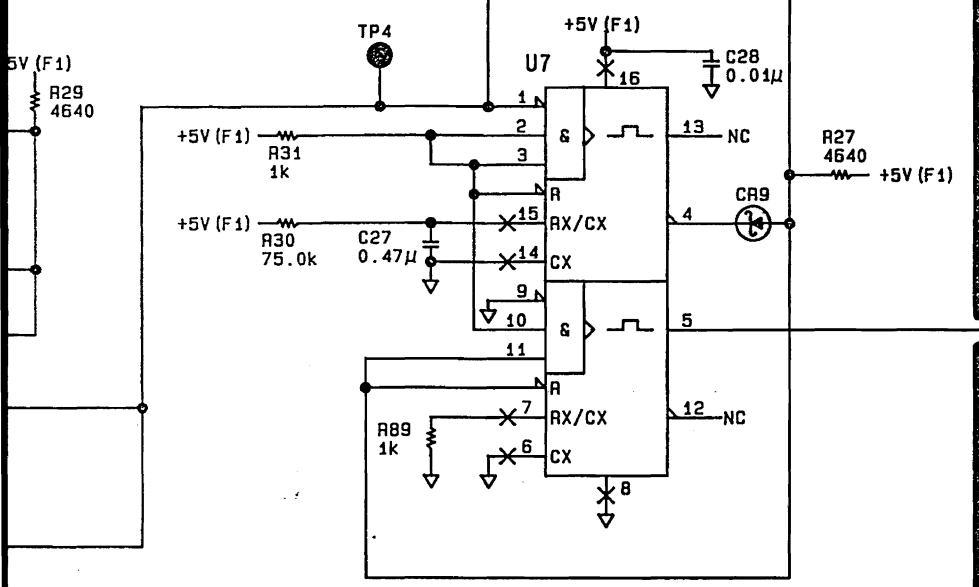 TP4
+5V (F1)
U7
C28
0.01µ
16
5V (F1)
R29
4640
1
2
3
&
13
NC
+5V (F1)
R31
1k
R
R27
4640
+5V (F1)
CR9
+5V (F1)
R30
75.0k
C27
0.47µ
15
RX/CX
4
14
CX
9
10
&
5
11
R
R89
1k
7
RX/CX
12
NC
6
CX
8